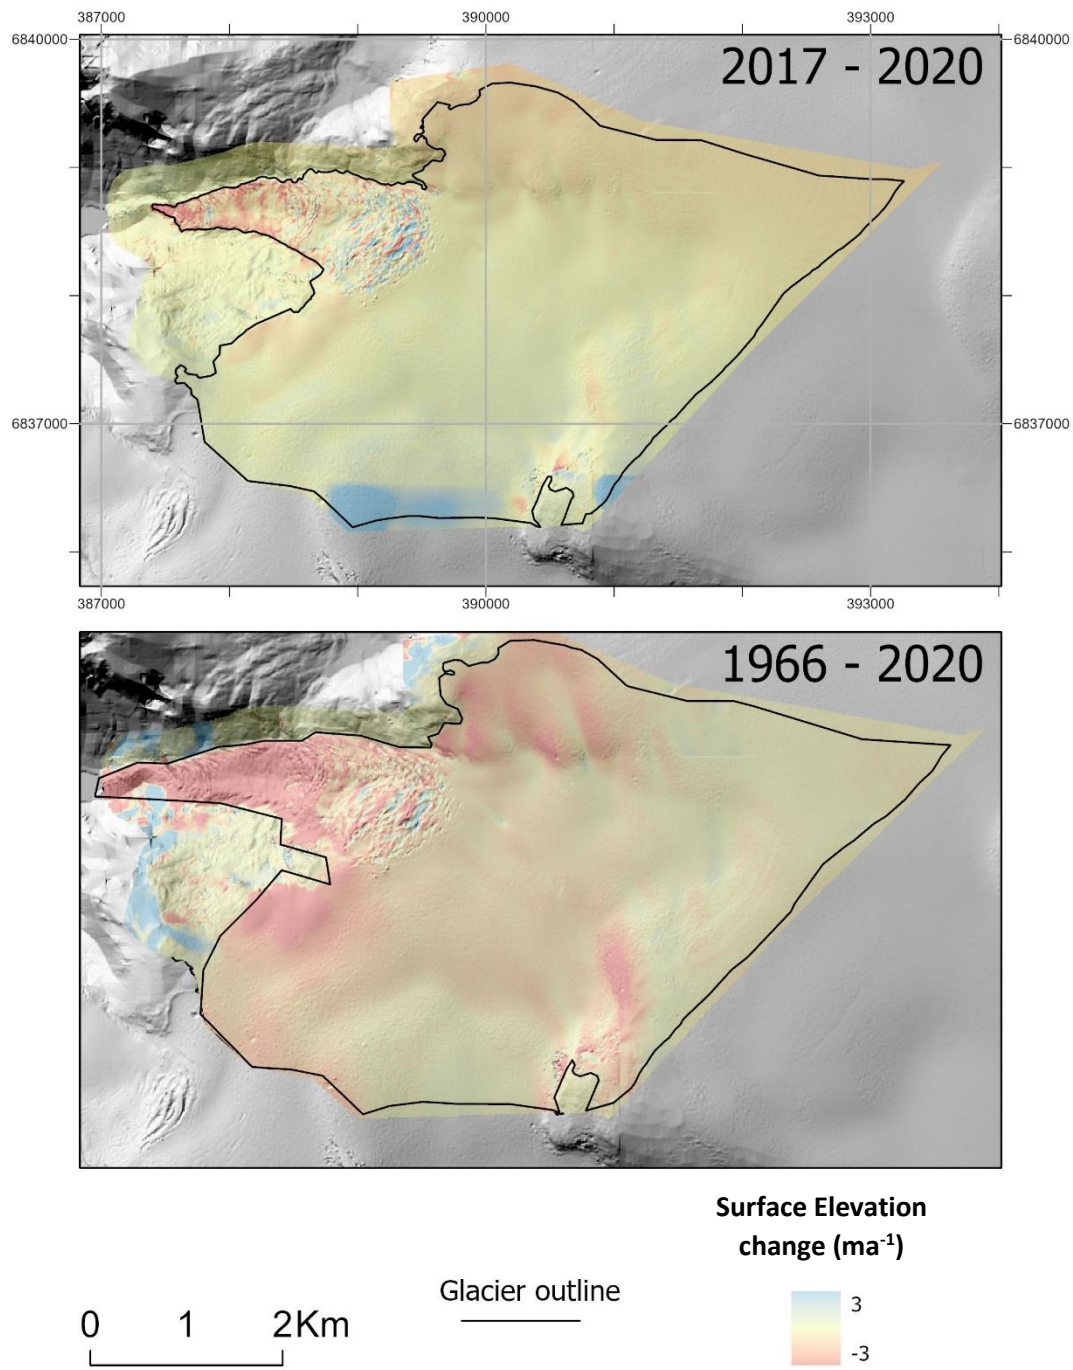 387000 390000 393000
6840000 6840000
2017 - 2020
6837000 6837000
387000 390000 393000
1966 - 2020
Surface Elevation
change (ma⁻¹)
Glacier outline
3
0 1 2Km
-3